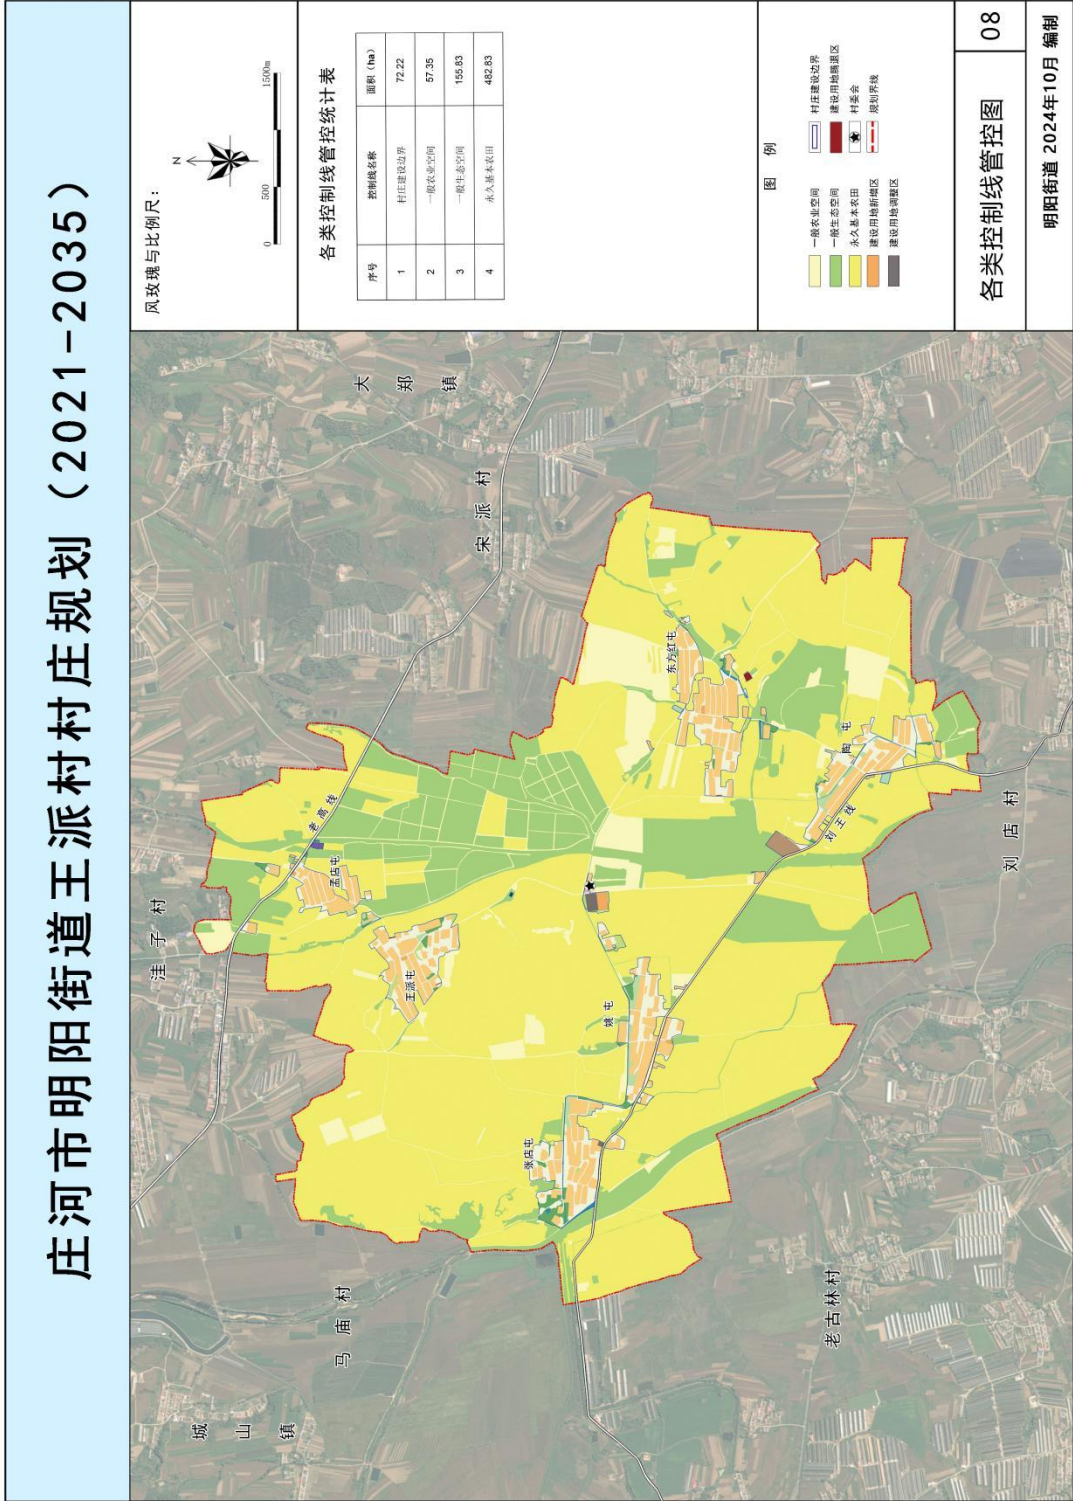 庄河市明阳街道王派村村庄规划（2021-2035）
风玫瑰与比例尺：
N
0 500 1500m
各类控制线管控统计表
序号 控制线名称 面积（ha）
1 村庄建设边界 72.22
2 一般农业空间 57.35
3 一般生态空间 155.83
4 永久基本农田 482.83
图 例
一般农业空间 村庄建设边界
一般生态空间 建设用地腾退区
永久基本农田 村委会
建设用地新增区 规划界线
建设用地调整区
各类控制线管控图 08
明阳街道 2024年10月 编制
城山镇
马庙村
洼子村
大郑镇
宋派村
老高线
孟店屯
王派屯
张店屯
姚屯
东方红屯
陶屯
刘王线
刘店村
老古林村